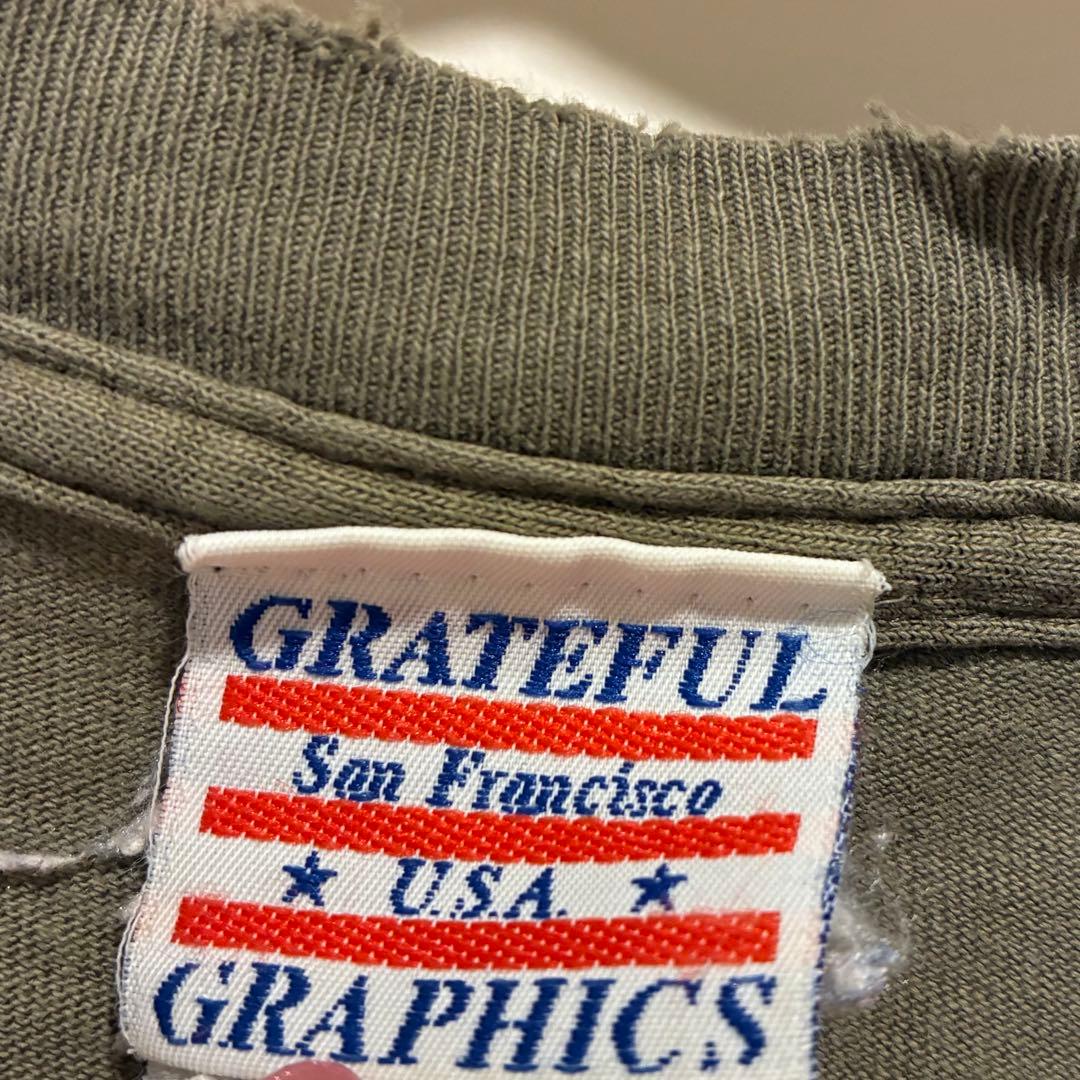 GRATEFUL
San Francisco
U.S.A.
GRAPHICS